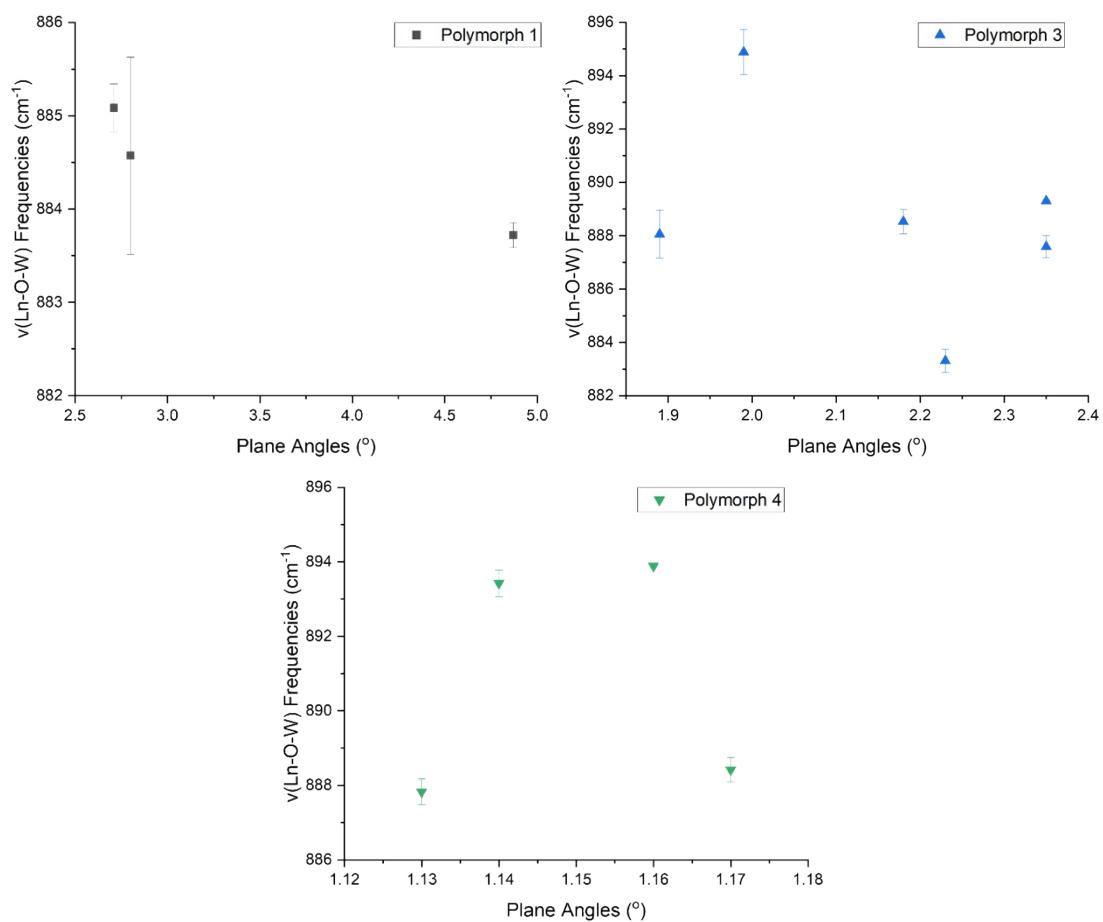 886
885
884
883
882
2.5 3.0 3.5 4.0 4.5 5.0
Plane Angles (°)
ν(Ln-O-W) Frequencies (cm⁻¹)
Polymorph 1
896
894
892
890
888
886
884
882
1.9 2.0 2.1 2.2 2.3 2.4
Plane Angles (°)
ν(Ln-O-W) Frequencies (cm⁻¹)
Polymorph 3
896
894
892
890
888
886
1.12 1.13 1.14 1.15 1.16 1.17 1.18
Plane Angles (°)
ν(Ln-O-W) Frequencies (cm⁻¹)
Polymorph 4